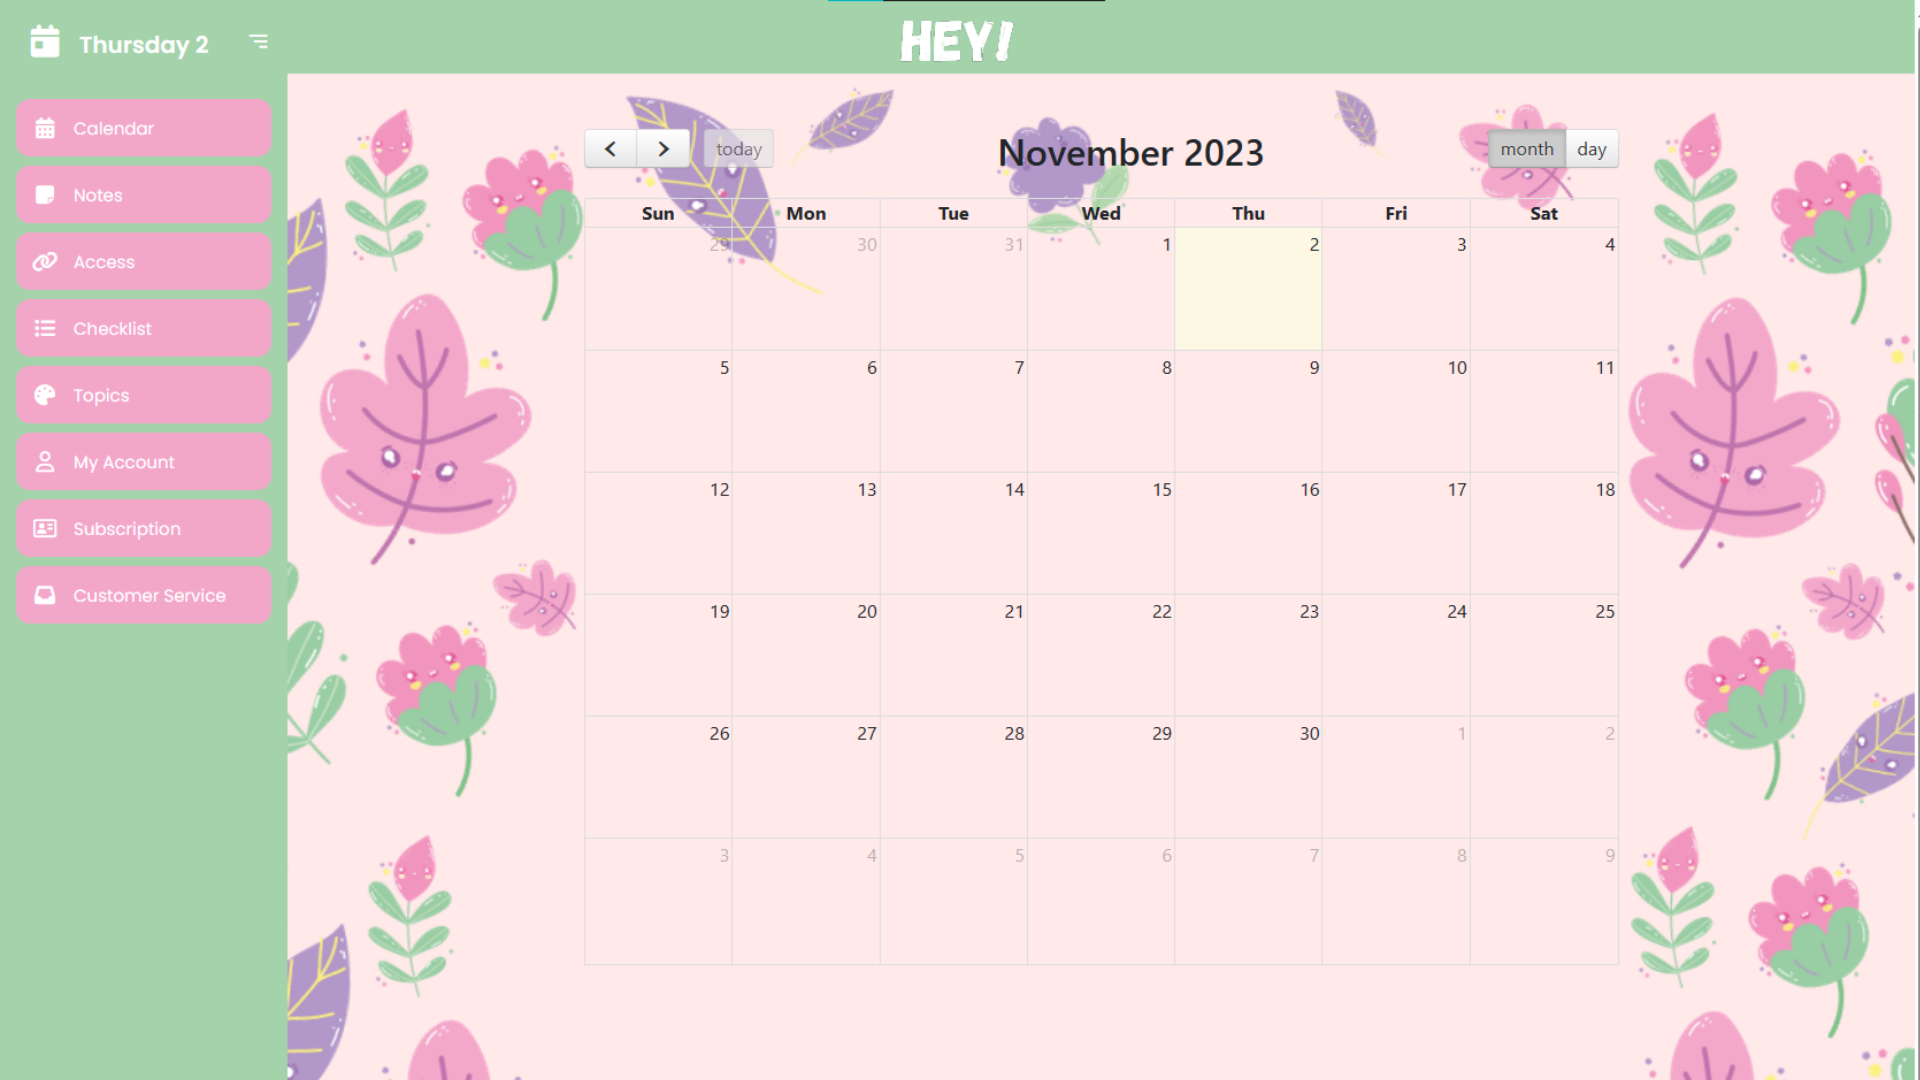 Thursday 2
HEY!
Calendar
Notes
Access
Checklist
Topics
My Account
Subscription
Customer Service
today
November 2023
month day
Sun Mon Tue Wed Thu Fri Sat
29 30 31 1 2 3 4
5 6 7 8 9 10 11
12 13 14 15 16 17 18
19 20 21 22 23 24 25
26 27 28 29 30 1 2
3 4 5 6 7 8 9